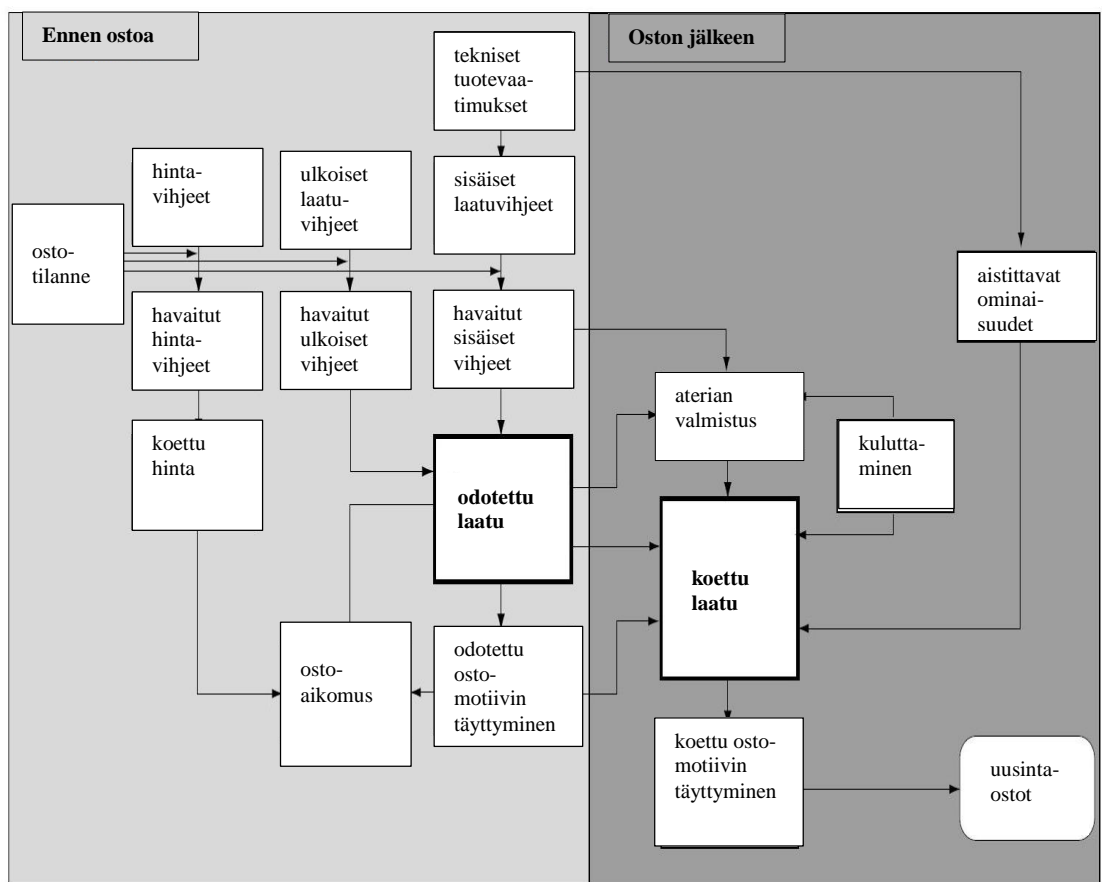 Ennen ostoa
Oston jälkeen
tekniset
tuotevaa-
timukset
hinta-
vihjeet
ulkoiset
laatu-
vihjeet
sisäiset
laatuvihjeet
osto-
tilanne
aistittavat
ominai-
suudet
havaitut
hinta-
vihjeet
havaitut
ulkoiset
vihjeet
havaitut
sisäiset
vihjeet
aterian
valmistus
kulutta-
minen
koettu
hinta
odotettu
laatu
koettu
laatu
osto-
aikomus
odotettu
osto-
motiivin
täyttyminen
koettu osto-
motiivin
täyttyminen
uusinta-
ostot